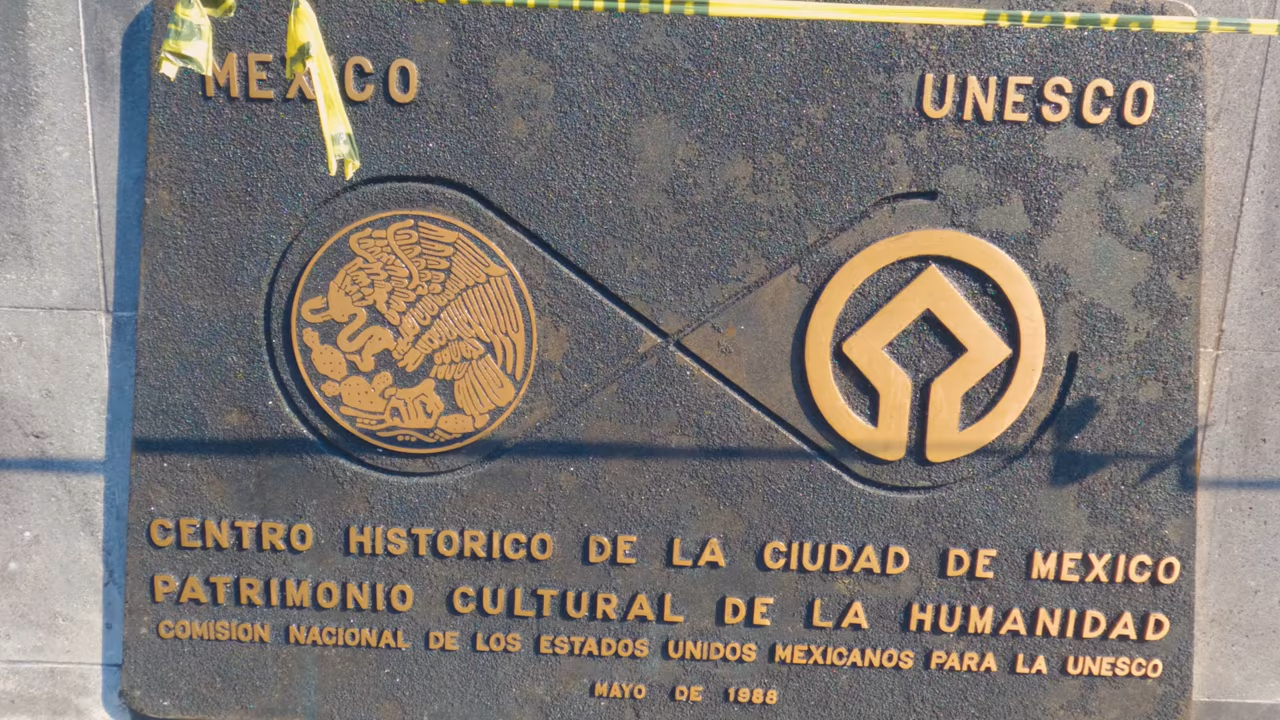 MEXICO
UNESCO
CENTRO HISTORICO DE LA CIUDAD DE MEXICO
PATRIMONIO CULTURAL DE LA HUMANIDAD
COMISION NACIONAL DE LOS ESTADOS UNIDOS MEXICANOS PARA LA UNESCO
MAYO DE 1988